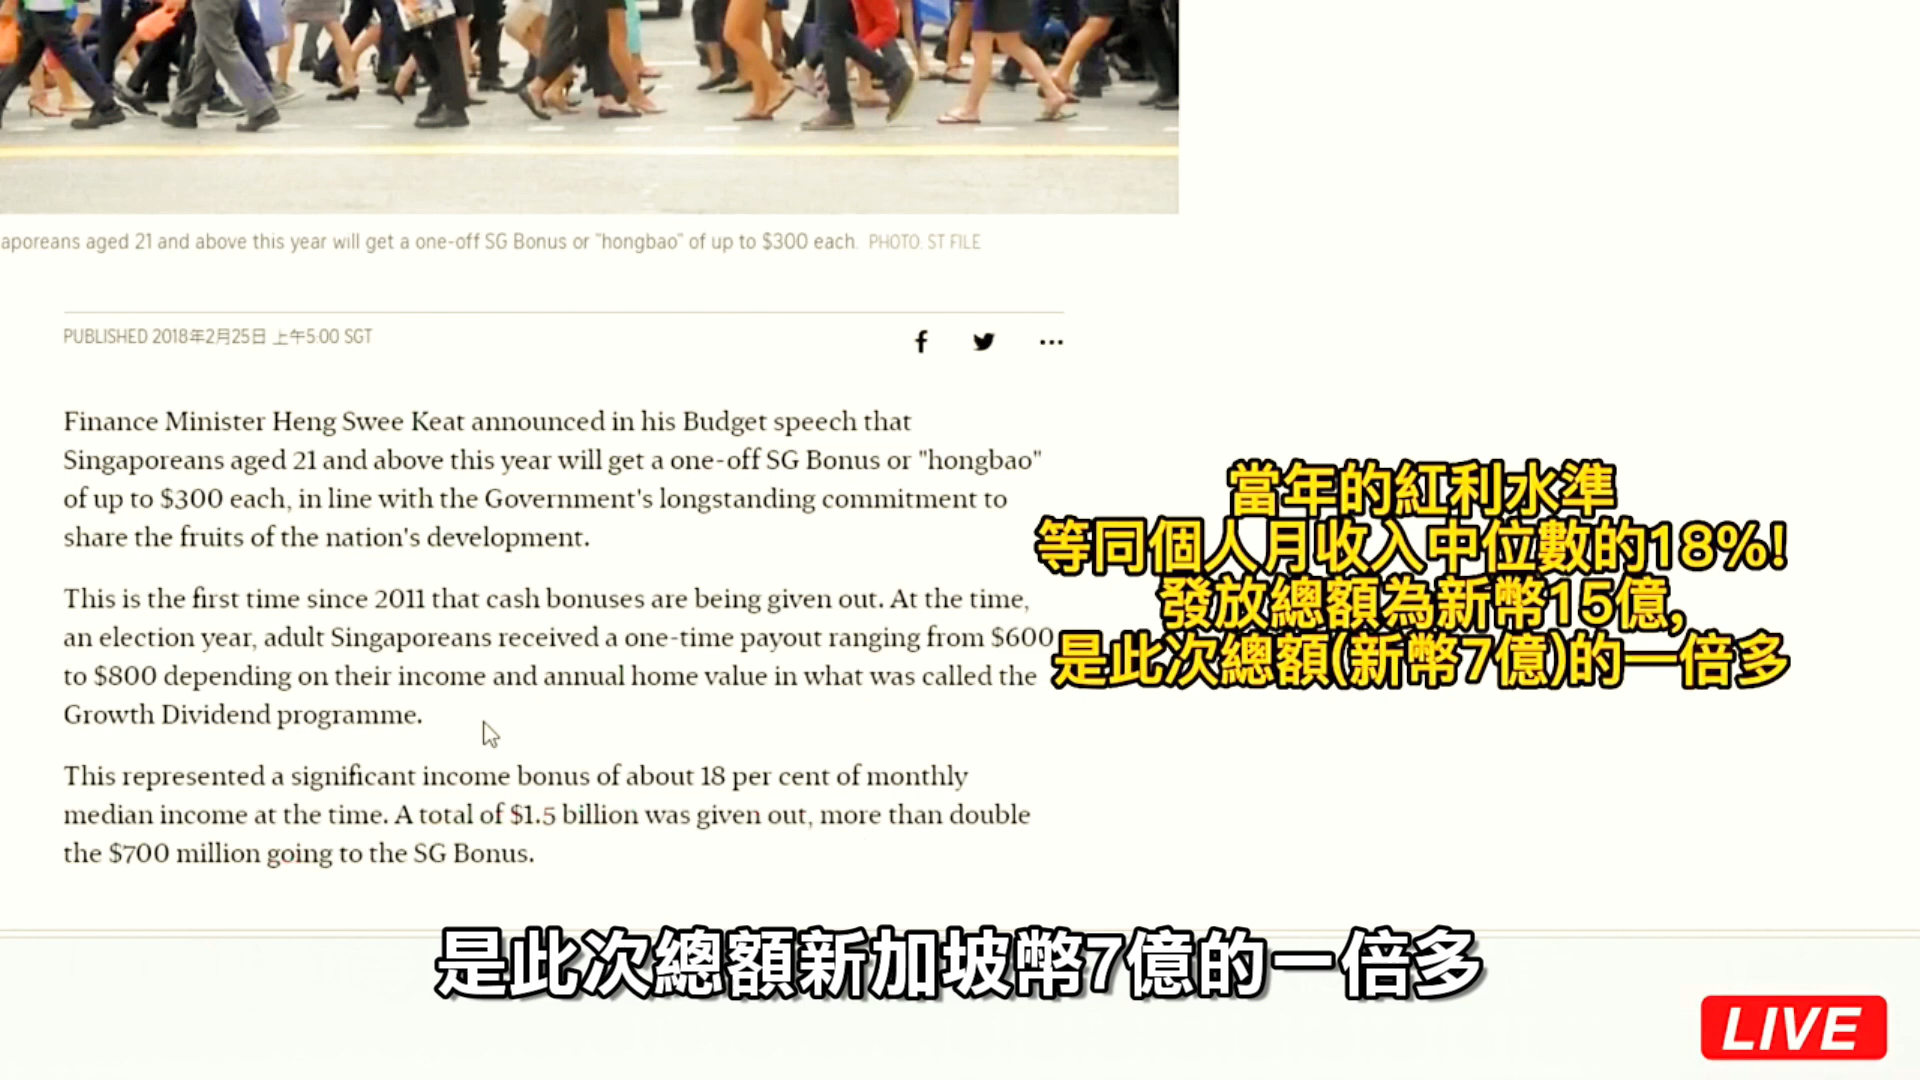 aporeans aged 21 and above this year will get a one-off SG Bonus or "hongbao" of up to $300 each. PHOTO: ST FILE
PUBLISHED 2018年2月25日 上午5:00 SGT
Finance Minister Heng Swee Keat announced in his Budget speech that
Singaporeans aged 21 and above this year will get a one-off SG Bonus or "hongbao"
of up to $300 each, in line with the Government's longstanding commitment to
share the fruits of the nation's development.
This is the first time since 2011 that cash bonuses are being given out. At the time,
an election year, adult Singaporeans received a one-time payout ranging from $600
to $800 depending on their income and annual home value in what was called the
Growth Dividend programme.
This represented a significant income bonus of about 18 per cent of monthly
median income at the time. A total of $1.5 billion was given out, more than double
the $700 million going to the SG Bonus.
當年的紅利水準
等同個人月收入中位數的18%!
發放總額為新幣15億,
是此次總額(新幣7億)的一倍多
是此次總額新加坡幣7億的一倍多
LIVE